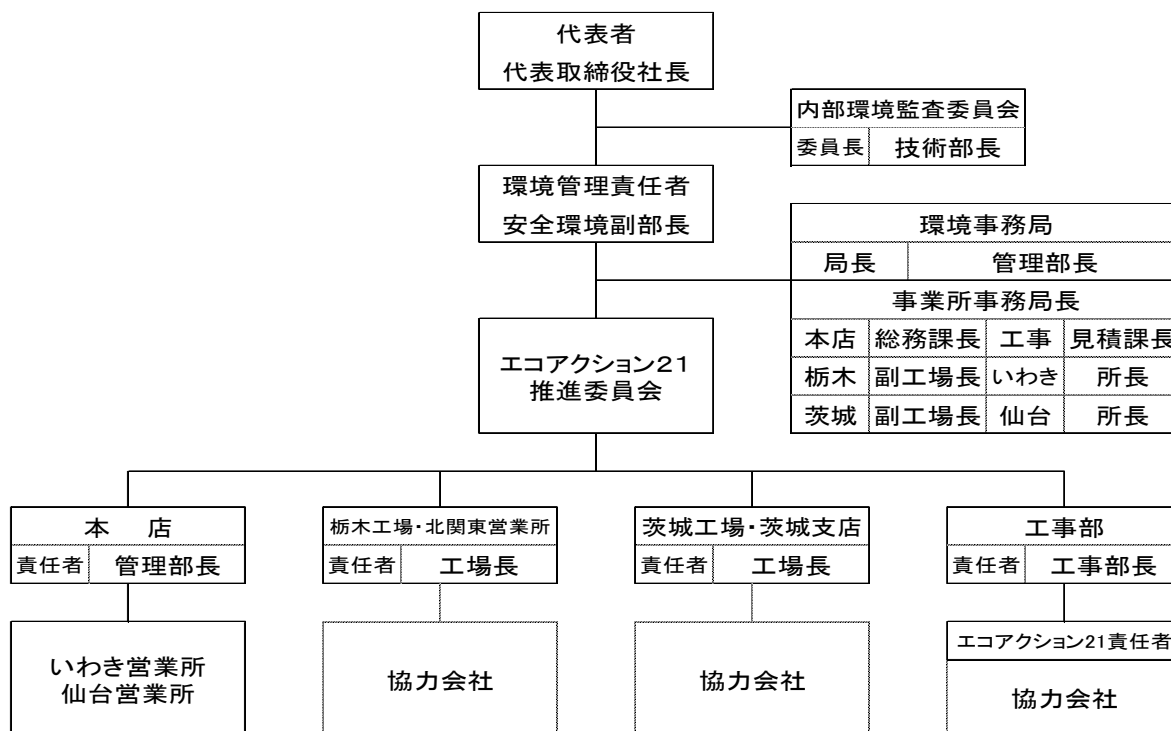 代表者
代表取締役社長
内部環境監査委員会
委員長 技術部長
環境管理責任者
安全環境副部長
環境事務局
局長 管理部長
事業所事務局長
本店 総務課長 工事 見積課長
栃木 副工場長 いわき 所長
茨城 副工場長 仙台 所長
エコアクション21
推進委員会
本 店
責任者 管理部長
いわき営業所
仙台営業所
栃木工場・北関東営業所
責任者 工場長
協力会社
茨城工場・茨城支店
責任者 工場長
協力会社
工事部
責任者 工事部長
エコアクション21責任者
協力会社